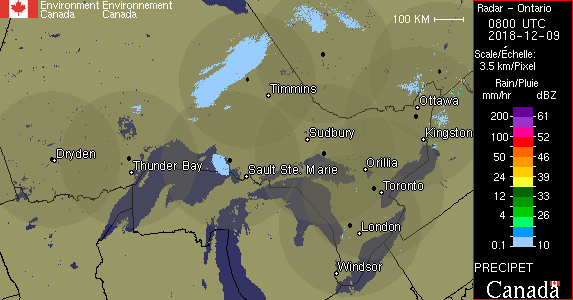 Environment Environnement
Canada Canada
100 KM
Timmins
Ottawa
Sudbury
Kingston
Dryden
Thunder Bay
Sault Ste. Marie
Orillia
Toronto
London
Windsor
Radar - Ontario
0800 UTC
2018-12-09
Scale/Échelle:
3.5 km/Pixel
Rain/Pluie
mm/hr dBZ
200 61
100 52
50 46
24 39
12 33
4 26
1 20
0.1 10
PRECIPET
Canada